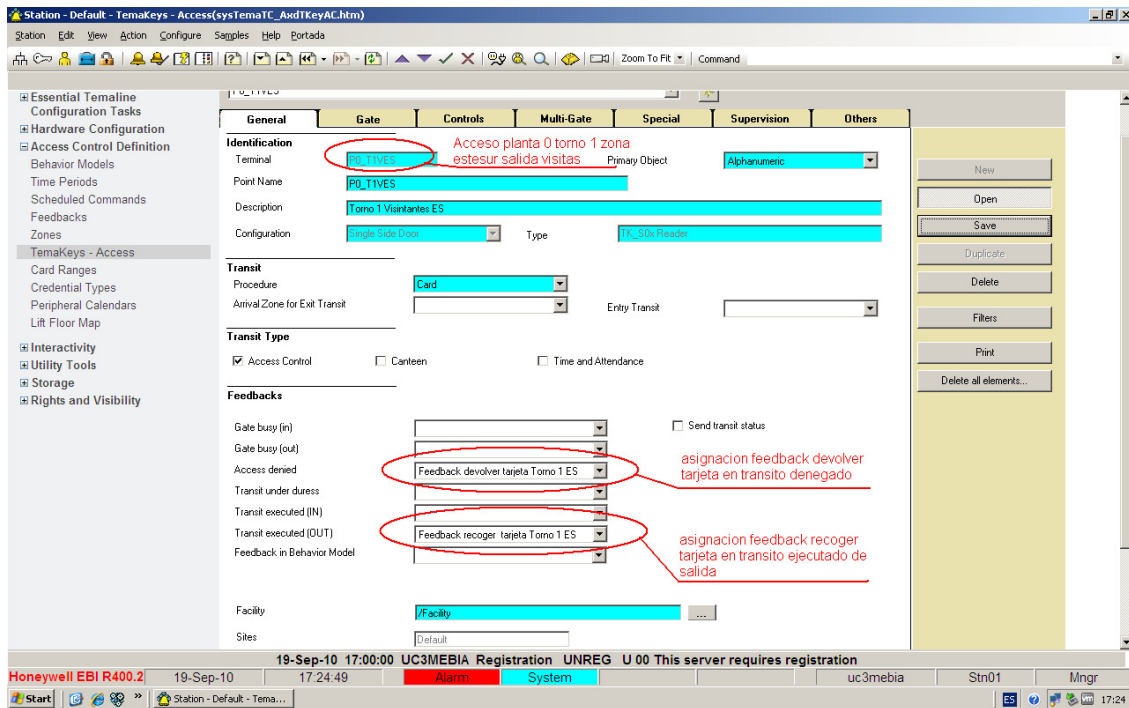 Station - Default - TemaKeys - Access(sysTemaTC_AxdTKeyAC.htm)
Station Edit View Action Configure Samples Help Portada
Zoom To Fit Command
Essential Temaline
Configuration Tasks
Hardware Configuration
Access Control Definition
Behavior Models
Time Periods
Scheduled Commands
Feedbacks
Zones
TemaKeys - Access
Card Ranges
Credential Types
Peripheral Calendars
Lift Floor Map
Interactivity
Utility Tools
Storage
Rights and Visibility
P0_T1VES
General Gate Controls Multi-Gate Special Supervision Others
Identification
Acceso planta 0 torno 1 zona
estesur salida visitas
Terminal P0_T1VES Primary Object Alphanumeric
Point Name P0_T1VES
Description Torno 1 Visintantes ES
Configuration Single Side Door Type TK_S0x Reader
Transit
Procedure Card
Arrival Zone for Exit Transit Entry Transit
Transit Type
Access Control Canteen Time and Attendance
Feedbacks
Gate busy (in) Send transit status
Gate busy (out)
Access denied Feedback devolver tarjeta Torno 1 ES
asignacion feedback devolver
tarjeta en transito denegado
Transit under duress
Transit executed (IN)
Transit executed (OUT) Feedback recoger tarjeta Torno 1 ES
Feedback in Behavior Model
asignacion feedback recoger
tarjeta en transito ejecutado de
salida
Facility /Facility ...
Sites Default
New
Open
Save
Duplicate
Delete
Filters
Print
Delete all elements...
19-Sep-10 17:00:00 UC3MEBIA Registration UNREG U 00 This server requires registration
Honeywell EBI R400.2 19-Sep-10 17:24:49 Alarm System uc3mebia Stn01 Mngr
Start Station - Default - Tema... ES 17:24